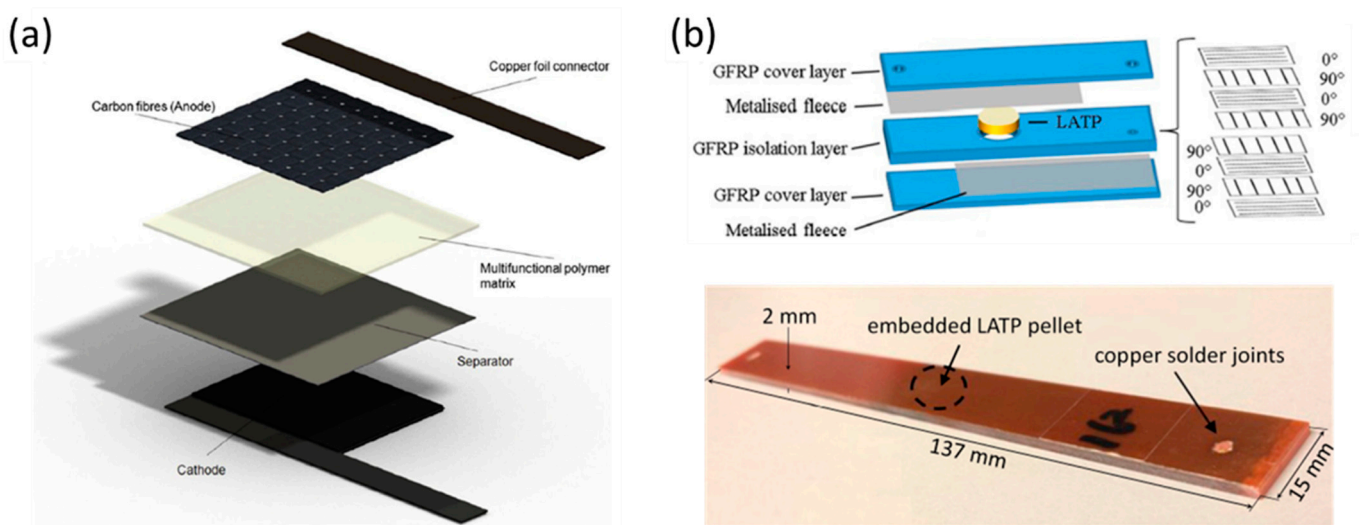 (a)
Copper foil connector
Carbon fibres (Anode)
Multifunctional polymer
matrix
Separator
Cathode
(b)
GFRP cover layer
Metalised fleece
LATP
GFRP isolation layer
GFRP cover layer
Metalised fleece
0°
90°
0°
90°
90°
0°
90°
0°
2 mm
embedded LATP pellet
copper solder joints
137 mm
15 mm